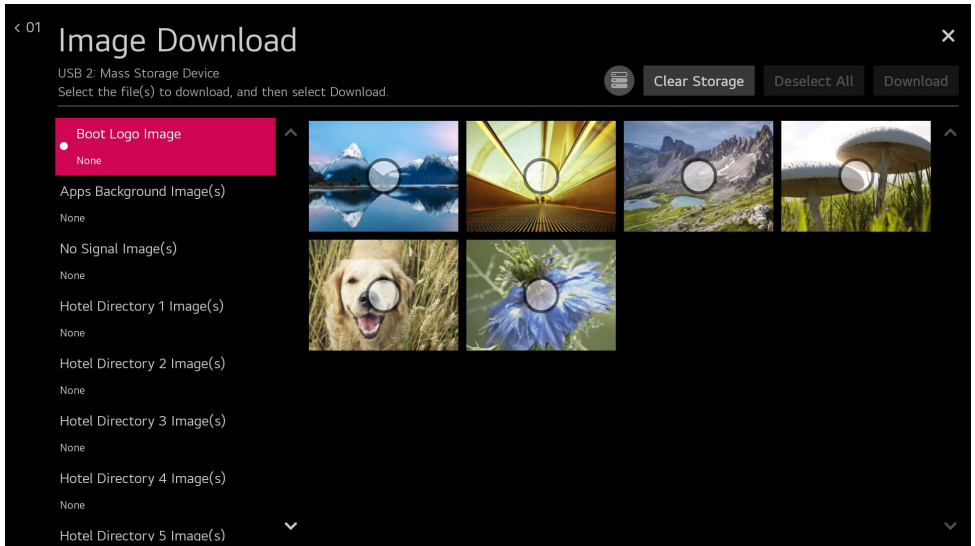 < 01
Image Download
USB 2: Mass Storage Device
Select the file(s) to download, and then select Download.
Clear Storage
Deselect All
Download
Boot Logo Image
None
Apps Background Image(s)
None
No Signal Image(s)
None
Hotel Directory 1 Image(s)
None
Hotel Directory 2 Image(s)
None
Hotel Directory 3 Image(s)
None
Hotel Directory 4 Image(s)
None
Hotel Directory 5 Image(s)